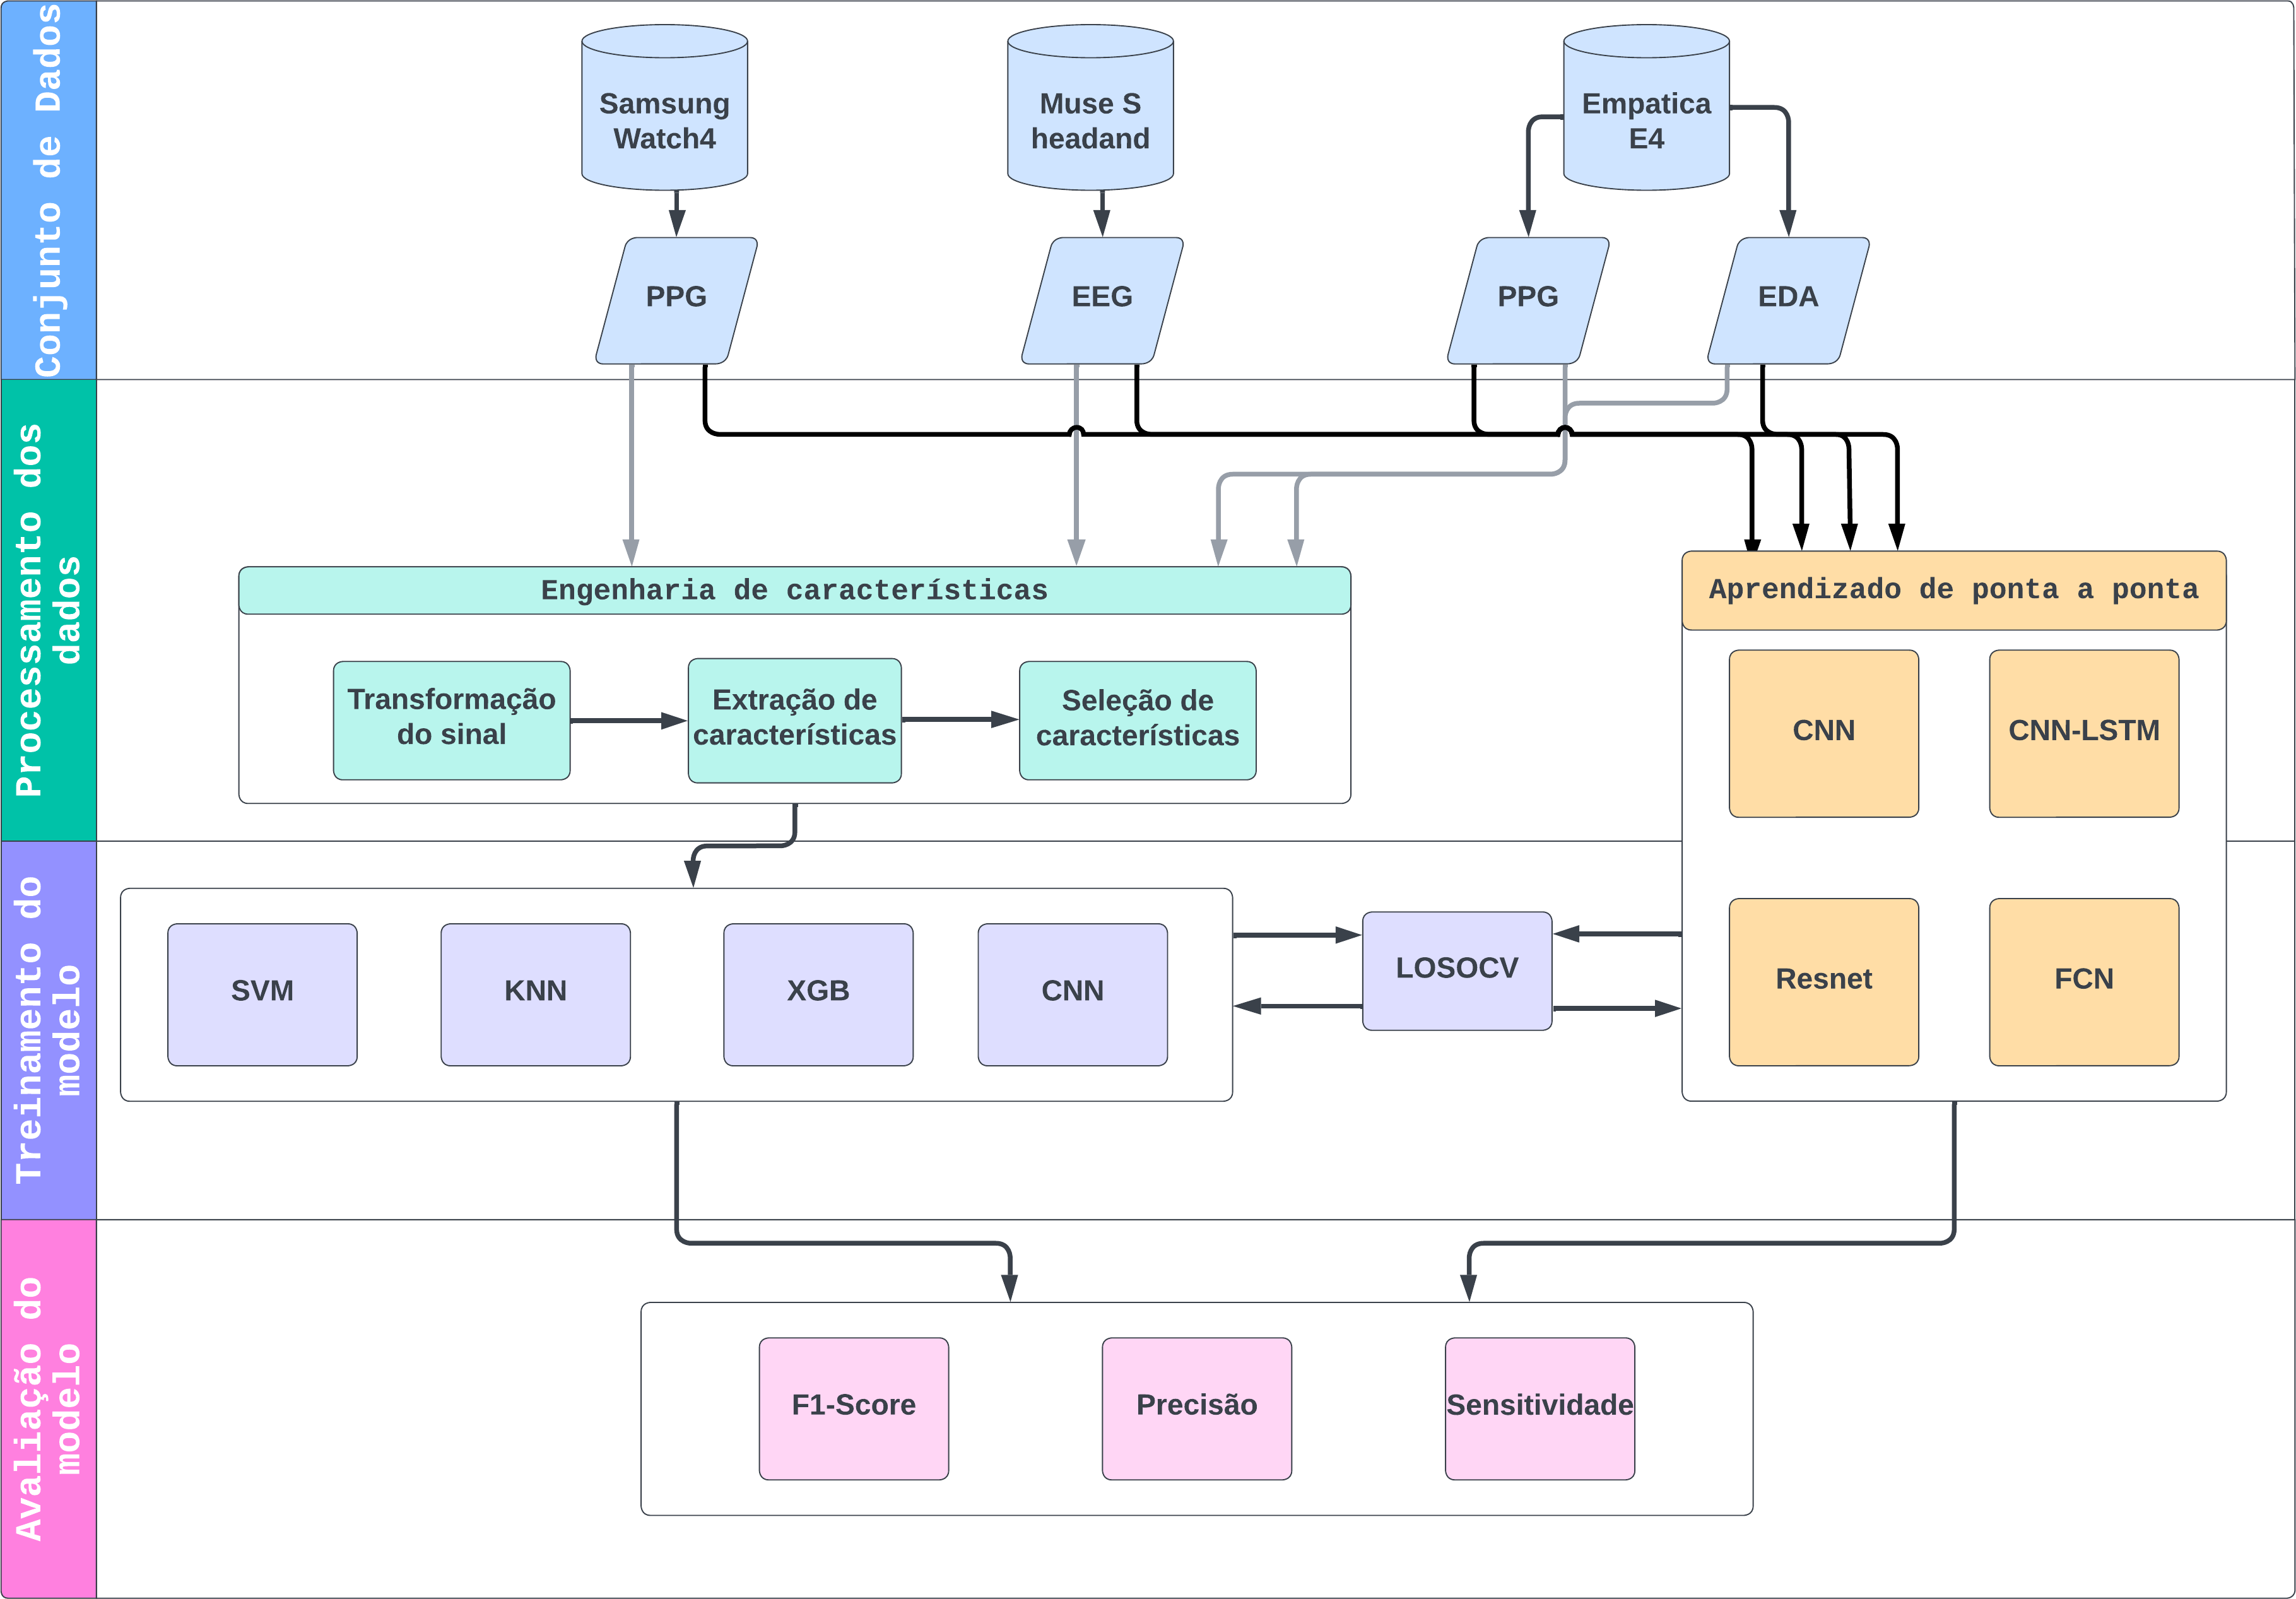 Conjunto de Dados
Samsung
Watch4
Muse S
headand
Empatica
E4
PPG
EEG
PPG
EDA
Processamento dos
dados
Engenharia de características
Transformação
do sinal
Extração de
características
Seleção de
características
Aprendizado de ponta a ponta
CNN
CNN-LSTM
Resnet
FCN
Treinamento do
modelo
SVM
KNN
XGB
CNN
LOSOCV
Avaliação do
modelo
F1-Score
Precisão
Sensitividade